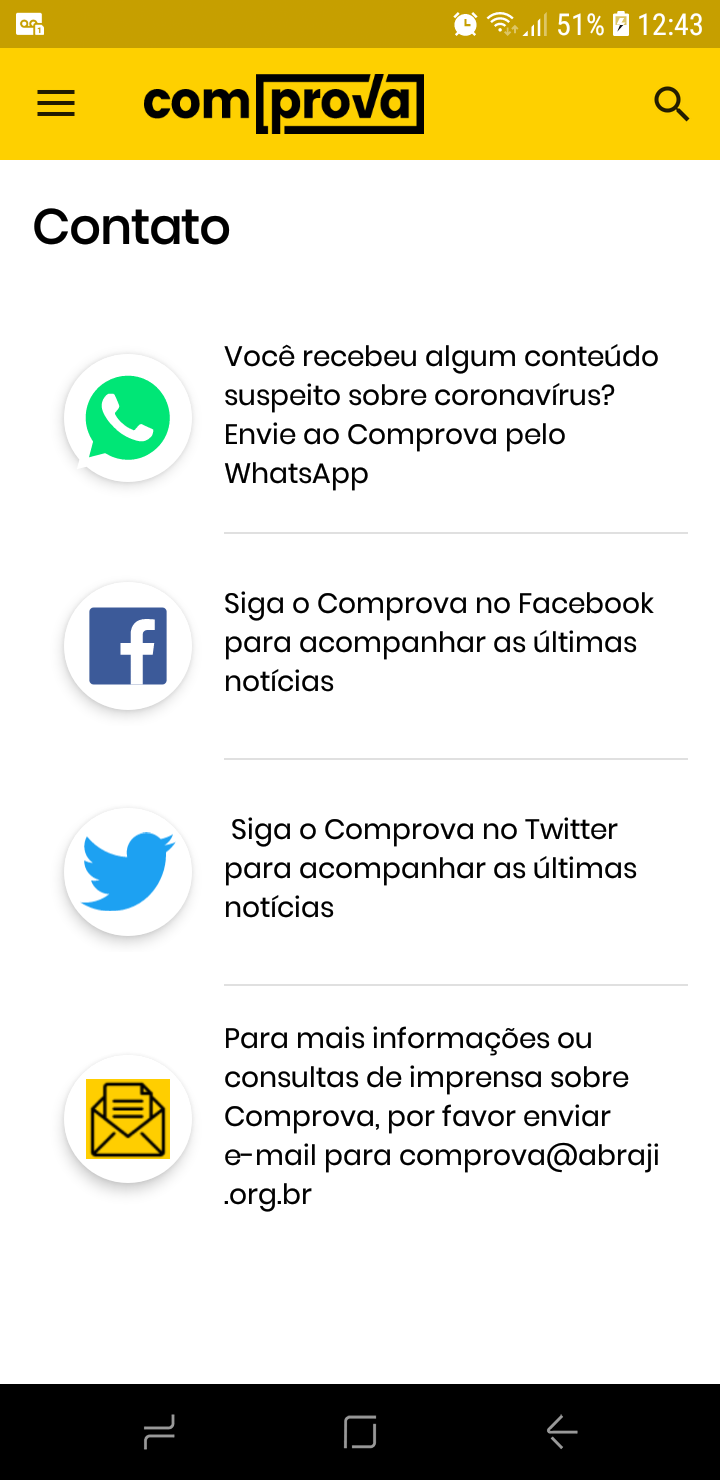 51% 12:43
comprova
Contato
Você recebeu algum conteúdo
suspeito sobre coronavírus?
Envie ao Comprova pelo
WhatsApp
Siga o Comprova no Facebook
para acompanhar as últimas
notícias
Siga o Comprova no Twitter
para acompanhar as últimas
notícias
Para mais informações ou
consultas de imprensa sobre
Comprova, por favor enviar
e-mail para comprova@abraji
.org.br